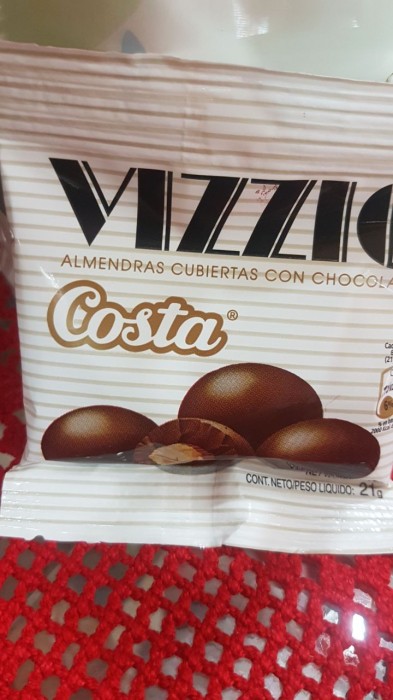 VIZZIO
ALMENDRAS CUBIERTAS CON CHOCOLA
Costa®
CONT. NETO/PESO LIQUIDO: 21g